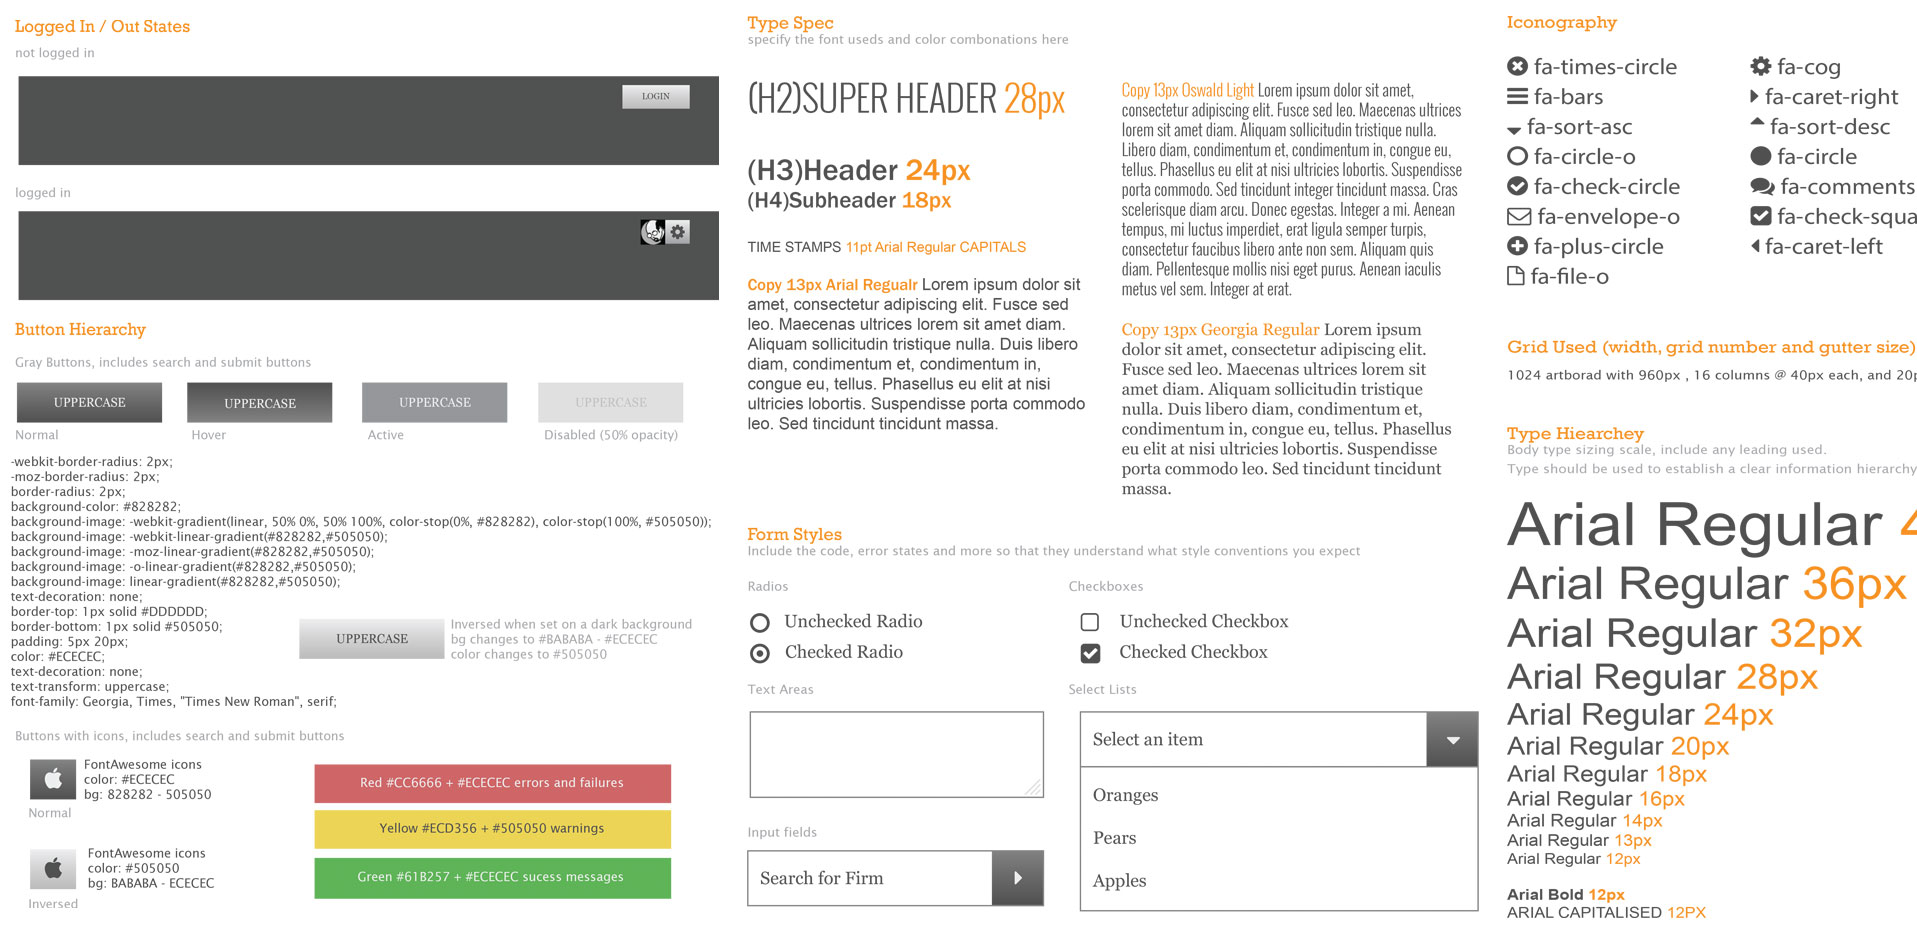 Logged In / Out States
not logged in
LOGIN
logged in
Button Hierarchy
Gray Buttons, includes search and submit buttons
UPPERCASE
UPPERCASE
UPPERCASE
UPPERCASE
Normal
Hover
Active
Disabled (50% opacity)
-webkit-border-radius: 2px;
-moz-border-radius: 2px;
border-radius: 2px;
background-color: #828282;
background-image: -webkit-gradient(linear, 50% 0%, 50% 100%, color-stop(0%, #828282), color-stop(100%, #505050));
background-image: -webkit-linear-gradient(#828282,#505050);
background-image: -moz-linear-gradient(#828282,#505050);
background-image: -o-linear-gradient(#828282,#505050);
background-image: linear-gradient(#828282,#505050);
text-decoration: none;
border-top: 1px solid #DDDDDD;
border-bottom: 1px solid #505050;
padding: 5px 20px;
color: #ECECEC;
text-decoration: none;
text-transform: uppercase;
font-family: Georgia, Times, "Times New Roman", serif;
UPPERCASE
Inversed when set on a dark background
bg changes to #BABABA - #ECECEC
color changes to #505050
Buttons with icons, includes search and submit buttons
FontAwesome icons
color: #ECECEC
bg: 828282 - 505050
Normal
FontAwesome icons
color: #505050
bg: BABABA - ECECEC
Inversed
Red #CC6666 + #ECECEC errors and failures
Yellow #ECD356 + #505050 warnings
Green #61B257 + #ECECEC sucess messages
Type Spec
specify the font useds and color combonations here
(H2)SUPER HEADER 28px
(H3)Header 24px
(H4)Subheader 18px
TIME STAMPS 11pt Arial Regular CAPITALS
Copy 13px Arial Regualr Lorem ipsum dolor sit
amet, consectetur adipiscing elit. Fusce sed
leo. Maecenas ultrices lorem sit amet diam.
Aliquam sollicitudin tristique nulla. Duis libero
diam, condimentum et, condimentum in,
congue eu, tellus. Phasellus eu elit at nisi
ultricies lobortis. Suspendisse porta commodo
leo. Sed tincidunt tincidunt massa.
Copy 13px Oswald Light Lorem ipsum dolor sit amet,
consectetur adipiscing elit. Fusce sed leo. Maecenas ultrices
lorem sit amet diam. Aliquam sollicitudin tristique nulla.
Libero diam, condimentum et, condimentum in, congue eu,
tellus. Phasellus eu elit at nisi ultricies lobortis. Suspendisse
porta commodo. Sed tincidunt integer tincidunt massa. Cras
scelerisque diam arcu. Donec egestas. Integer a mi. Aenean
tempus, mi luctus imperdiet, erat ligula semper turpis,
consectetur faucibus libero ante non sem. Aliquam quis
diam. Pellentesque mollis nisi eget purus. Aenean iaculis
metus vel sem. Integer at erat.
Copy 13px Georgia Regular Lorem ipsum
dolor sit amet, consectetur adipiscing elit.
Fusce sed leo. Maecenas ultrices lorem sit
amet diam. Aliquam sollicitudin tristique
nulla. Duis libero diam, condimentum et,
condimentum in, congue eu, tellus. Phasellus
eu elit at nisi ultricies lobortis. Suspendisse
porta commodo leo. Sed tincidunt tincidunt
massa.
Form Styles
Include the code, error states and more so that they understand what style conventions you expect
Radios
Unchecked Radio
Checked Radio
Checkboxes
Unchecked Checkbox
Checked Checkbox
Text Areas
Input fields
Search for Firm
Select Lists
Select an item
Oranges
Pears
Apples
Iconography
fa-times-circle
fa-bars
fa-sort-asc
fa-circle-o
fa-check-circle
fa-envelope-o
fa-plus-circle
fa-file-o
fa-cog
fa-caret-right
fa-sort-desc
fa-circle
fa-comments
fa-check-squa
fa-caret-left
Grid Used (width, grid number and gutter size)
1024 artborad with 960px , 16 columns @ 40px each, and 20p
Type Hiearchey
Body type sizing scale, include any leading used.
Type should be used to establish a clear information hierarchy
Arial Regular 4
Arial Regular 36px
Arial Regular 32px
Arial Regular 28px
Arial Regular 24px
Arial Regular 20px
Arial Regular 18px
Arial Regular 16px
Arial Regular 14px
Arial Regular 13px
Arial Regular 12px
Arial Bold 12px
ARIAL CAPITALISED 12PX